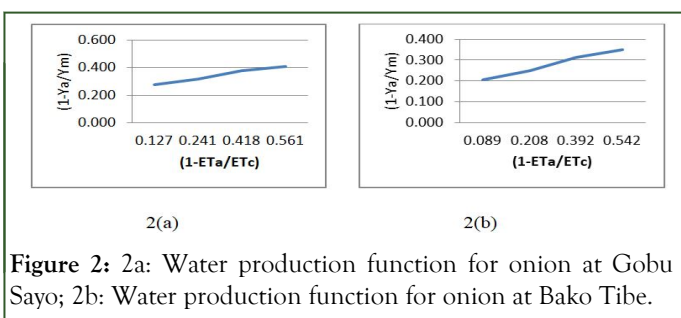 0.600
0.400
0.200
0.000
(1-Ya/Ym)
0.127 0.241 0.418 0.561
(1-ETa/ETc)
2(a)
0.400
0.300
0.200
0.100
0.000
(1-Ya/Ym)
0.089 0.208 0.392 0.542
(1-ETa/ETc)
2(b)
Figure 2: 2a: Water production function for onion at Gobu
Sayo; 2b: Water production function for onion at Bako Tibe.